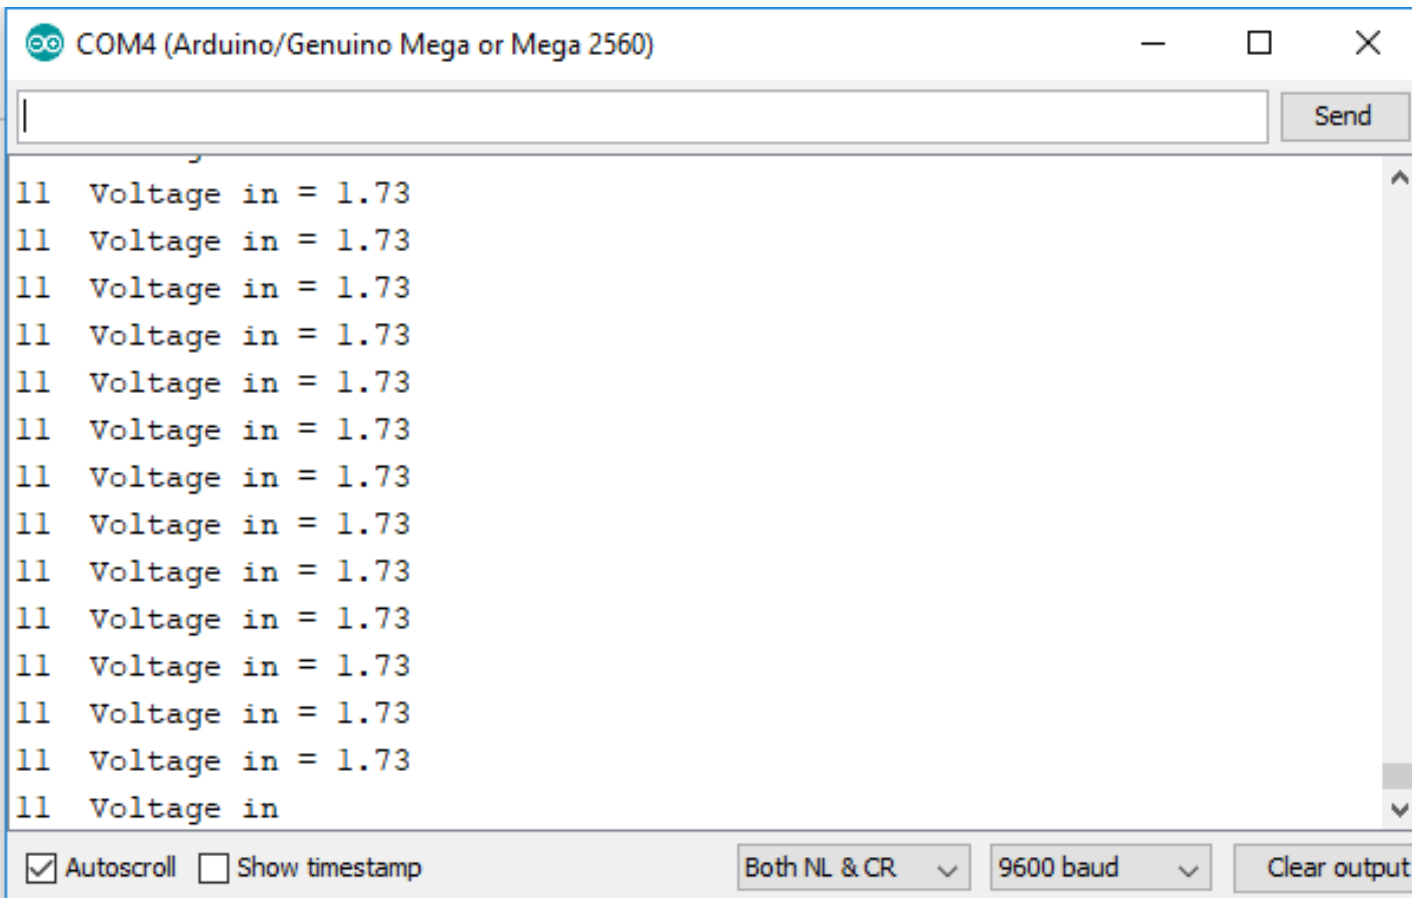 COM4 (Arduino/Genuino Mega or Mega 2560)
Send
11  Voltage in = 1.73
11  Voltage in = 1.73
11  Voltage in = 1.73
11  Voltage in = 1.73
11  Voltage in = 1.73
11  Voltage in = 1.73
11  Voltage in = 1.73
11  Voltage in = 1.73
11  Voltage in = 1.73
11  Voltage in = 1.73
11  Voltage in = 1.73
11  Voltage in = 1.73
11  Voltage in = 1.73
11  Voltage in
Autoscroll Show timestamp Both NL & CR 9600 baud Clear output